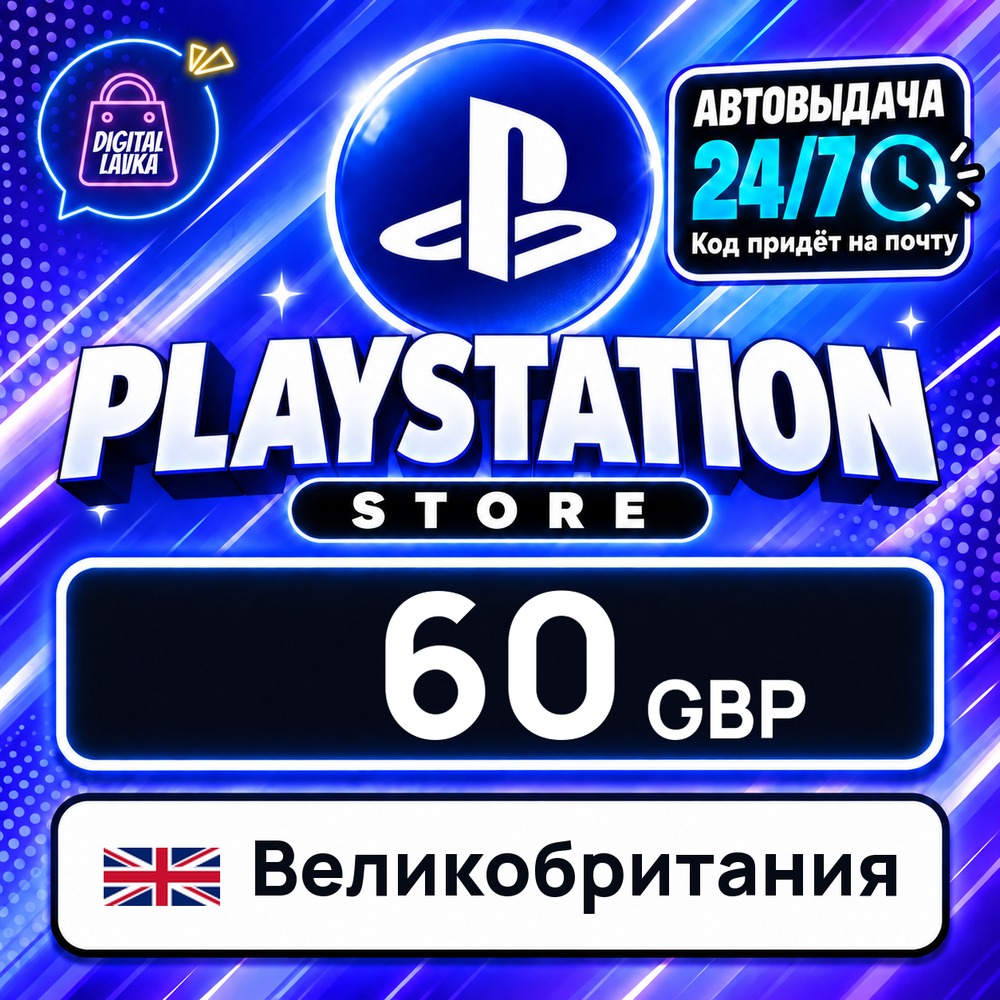 DIGITAL
LAVKA
АВТОВЫДАЧА
24/7
Код придёт на почту
PLAYSTATION
STORE
60 GBP
Великобритания